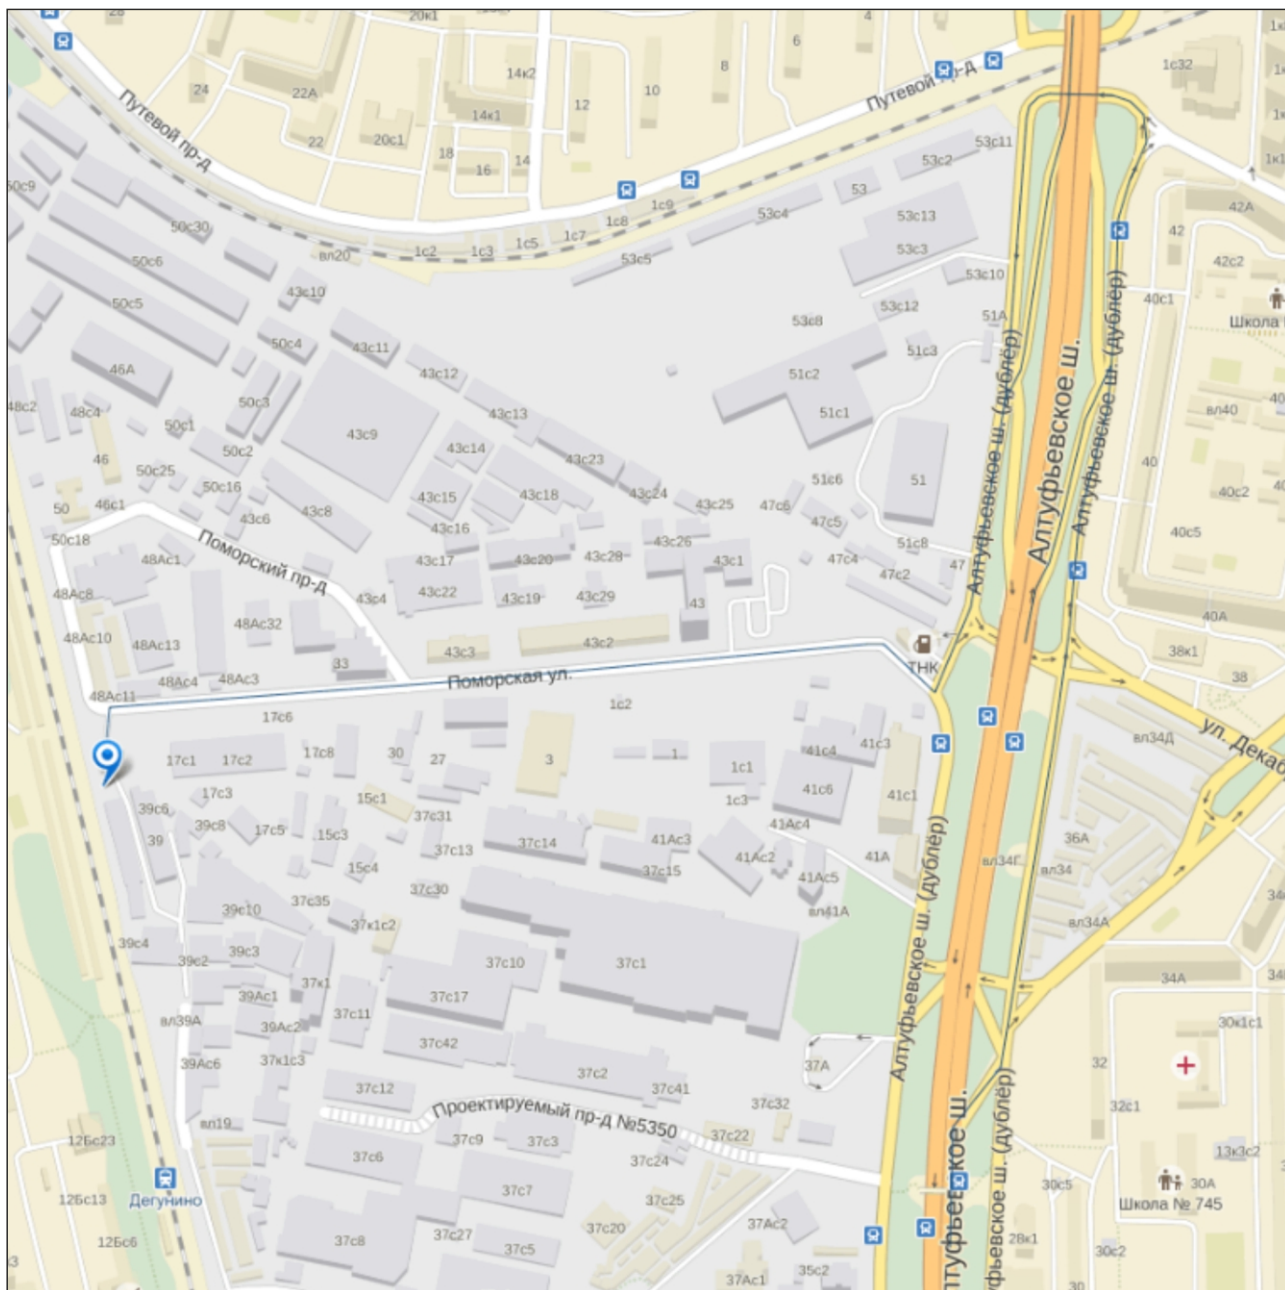 28
20к1
4
6
8
1с32
Путевой пр-д
14к2
24
22А
12
10
14к1
Путевой пр-д
22
20с1
18
16
14
53с11
53с2
53
50с9
1с9
1с8
53с4
53с13
42А
50с30
1с7
1с5
1с3
1с2
вл20
53с3
42
50с6
53с5
42с2
53с10
50с5
43с10
53с12
40с1
53с8
51А
Школа
50с4
43с11
51с3
46А
43с12
51с2
Алтуфьевское ш. (дублёр)
Алтуфьевское ш.
Алтуфьевское ш. (дублёр)
48с2
48с4
50с3
43с13
51с1
вл40
50с1
43с9
50с2
43с14
46
50с25
43с23
40
50с16
43с15
43с18
43с24
51с6
51
40с2
46с1
50
43с8
43с25
47с6
43с6
43с16
47с5
50с18
43с26
51с8
40с5
48Ас1
Поморский пр-д
43с17
43с20
43с28
43с1
47с4
47
47с2
48Ас8
43с22
43с4
43с19
43с29
43
40А
48Ас10
48Ас13
48Ас32
43с3
43с2
38к1
33
ТНК
38
48Ас11
48Ас4
48Ас3
Поморская ул.
17с6
1с2
ул. Декаб
вл34Д
17с1
17с2
17с8
30
27
3
1
1с1
41с4
41с3
17с3
15с1
1с3
41с6
41с1
39с6
39
39с8
17с5
15с3
37с31
37с13
37с14
41Ас3
41Ас4
36А
41Ас2
41А
15с4
37с15
41Ас5
вл34Г
вл34
37с30
39с10
37с35
37к1с2
вл41А
вл34А
Алтуфьевское ш. (дублёр)
39с4
39с3
39с2
37с10
37с1
34А
37к1
39Ас1
37с17
вл39А
39Ас2
37с11
30к1с1
37с42
39Ас6
37к1с3
37с2
37А
32
37с12
37с41
37с32
32с1
Проектируемый пр-д №5350
вл19
37с22
12Бс23
37с9
37с3
37с6
37с24
13к3с2
Дегунино
12Бс13
37с7
37с25
30с5
30А
Школа № 745
12Бс6
37с20
37Ас2
37с8
37с27
37с5
28к1
30с2
37Ас1
35с2
30